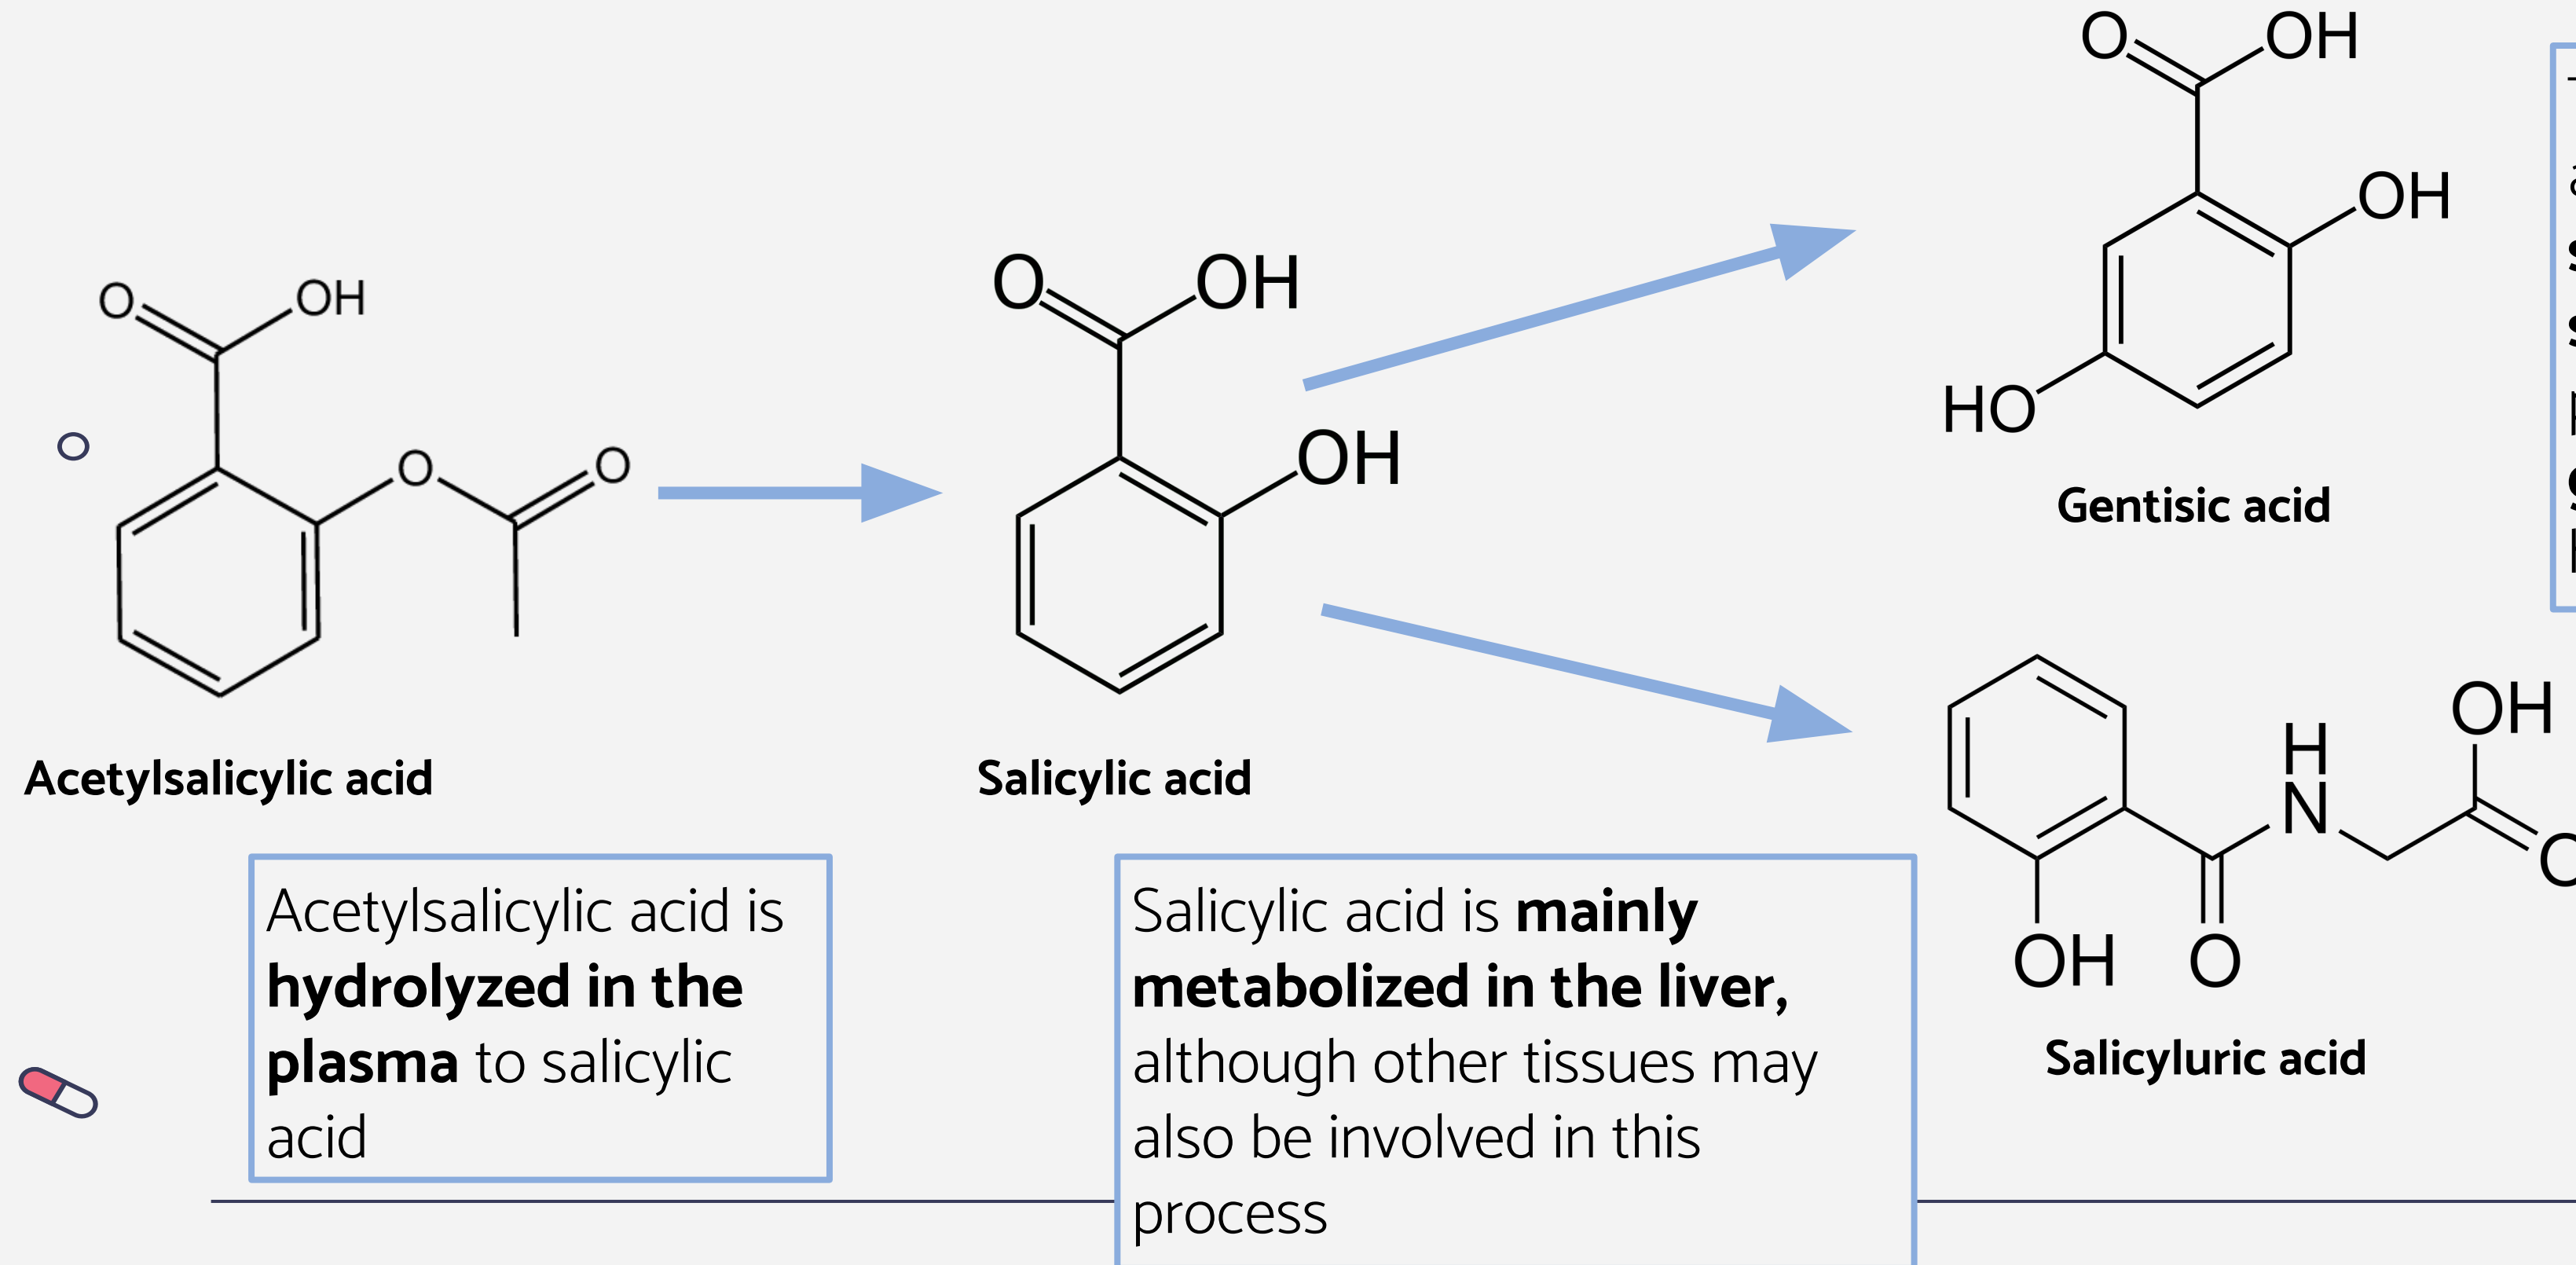 O
OH
O
OH
OH
HO
Gentisic acid
O
OH
OH
O
OH
O
O
Acetylsalicylic acid
Salicylic acid
OH
H
N
OH
O
Salicyluric acid
Acetylsalicylic acid is
hydrolyzed in the
plasma to salicylic
acid
Salicylic acid is mainly
metabolized in the liver,
although other tissues may
also be involved in this
process